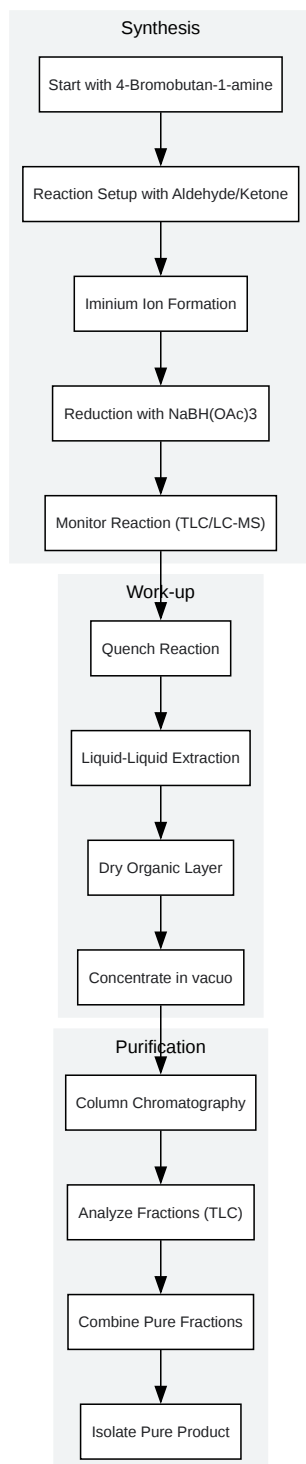 Synthesis
Start with 4-Bromobutan-1-amine
Reaction Setup with Aldehyde/Ketone
Iminium Ion Formation
Reduction with NaBH(OAc)3
Monitor Reaction (TLC/LC-MS)
Work-up
Quench Reaction
Liquid-Liquid Extraction
Dry Organic Layer
Concentrate in vacuo
Purification
Column Chromatography
Analyze Fractions (TLC)
Combine Pure Fractions
Isolate Pure Product